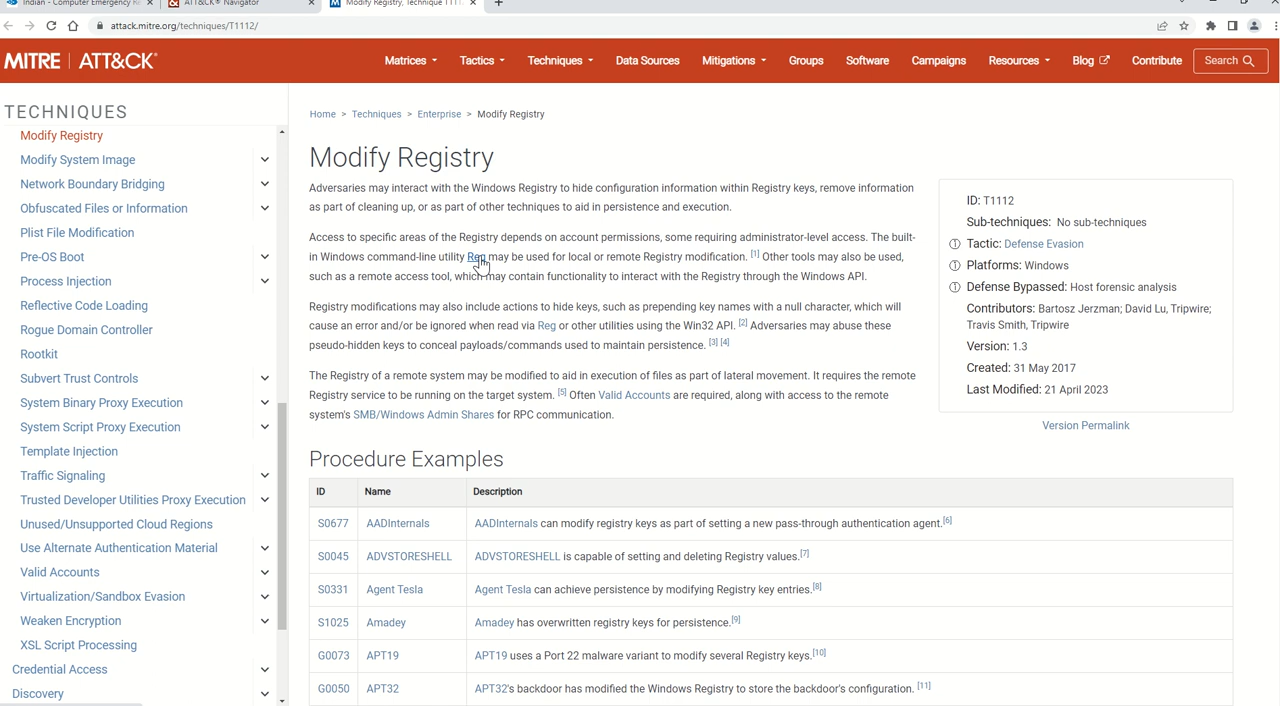 Indian - Computer Emergency R
ATT&CK® Navigator
Modify Registry, Technique T111
attack.mitre.org/techniques/T1112/
MITRE | ATT&CK®
Matrices
Tactics
Techniques
Data Sources
Mitigations
Groups
Software
Campaigns
Resources
Blog
Contribute
Search
TECHNIQUES
Modify Registry
Modify System Image
Network Boundary Bridging
Obfuscated Files or Information
Plist File Modification
Pre-OS Boot
Process Injection
Reflective Code Loading
Rogue Domain Controller
Rootkit
Subvert Trust Controls
System Binary Proxy Execution
System Script Proxy Execution
Template Injection
Traffic Signaling
Trusted Developer Utilities Proxy Execution
Unused/Unsupported Cloud Regions
Use Alternate Authentication Material
Valid Accounts
Virtualization/Sandbox Evasion
Weaken Encryption
XSL Script Processing
Credential Access
Discovery
Home > Techniques > Enterprise > Modify Registry
Modify Registry
Adversaries may interact with the Windows Registry to hide configuration information within Registry keys, remove information
as part of cleaning up, or as part of other techniques to aid in persistence and execution.
Access to specific areas of the Registry depends on account permissions, some requiring administrator-level access. The built-
in Windows command-line utility Reg may be used for local or remote Registry modification. [1] Other tools may also be used,
such as a remote access tool, which may contain functionality to interact with the Registry through the Windows API.
Registry modifications may also include actions to hide keys, such as prepending key names with a null character, which will
cause an error and/or be ignored when read via Reg or other utilities using the Win32 API. [2] Adversaries may abuse these
pseudo-hidden keys to conceal payloads/commands used to maintain persistence. [3] [4]
The Registry of a remote system may be modified to aid in execution of files as part of lateral movement. It requires the remote
Registry service to be running on the target system. [5] Often Valid Accounts are required, along with access to the remote
system's SMB/Windows Admin Shares for RPC communication.
ID: T1112
Sub-techniques: No sub-techniques
Tactic: Defense Evasion
Platforms: Windows
Defense Bypassed: Host forensic analysis
Contributors: Bartosz Jerzman; David Lu, Tripwire;
Travis Smith, Tripwire
Version: 1.3
Created: 31 May 2017
Last Modified: 21 April 2023
Version Permalink
Procedure Examples
ID Name Description
S0677 AADInternals AADInternals can modify registry keys as part of setting a new pass-through authentication agent.[6]
S0045 ADVSTORESHELL ADVSTORESHELL is capable of setting and deleting Registry values.[7]
S0331 Agent Tesla Agent Tesla can achieve persistence by modifying Registry key entries.[8]
S1025 Amadey Amadey has overwritten registry keys for persistence.[9]
G0073 APT19 APT19 uses a Port 22 malware variant to modify several Registry keys.[10]
G0050 APT32 APT32's backdoor has modified the Windows Registry to store the backdoor's configuration. [11]